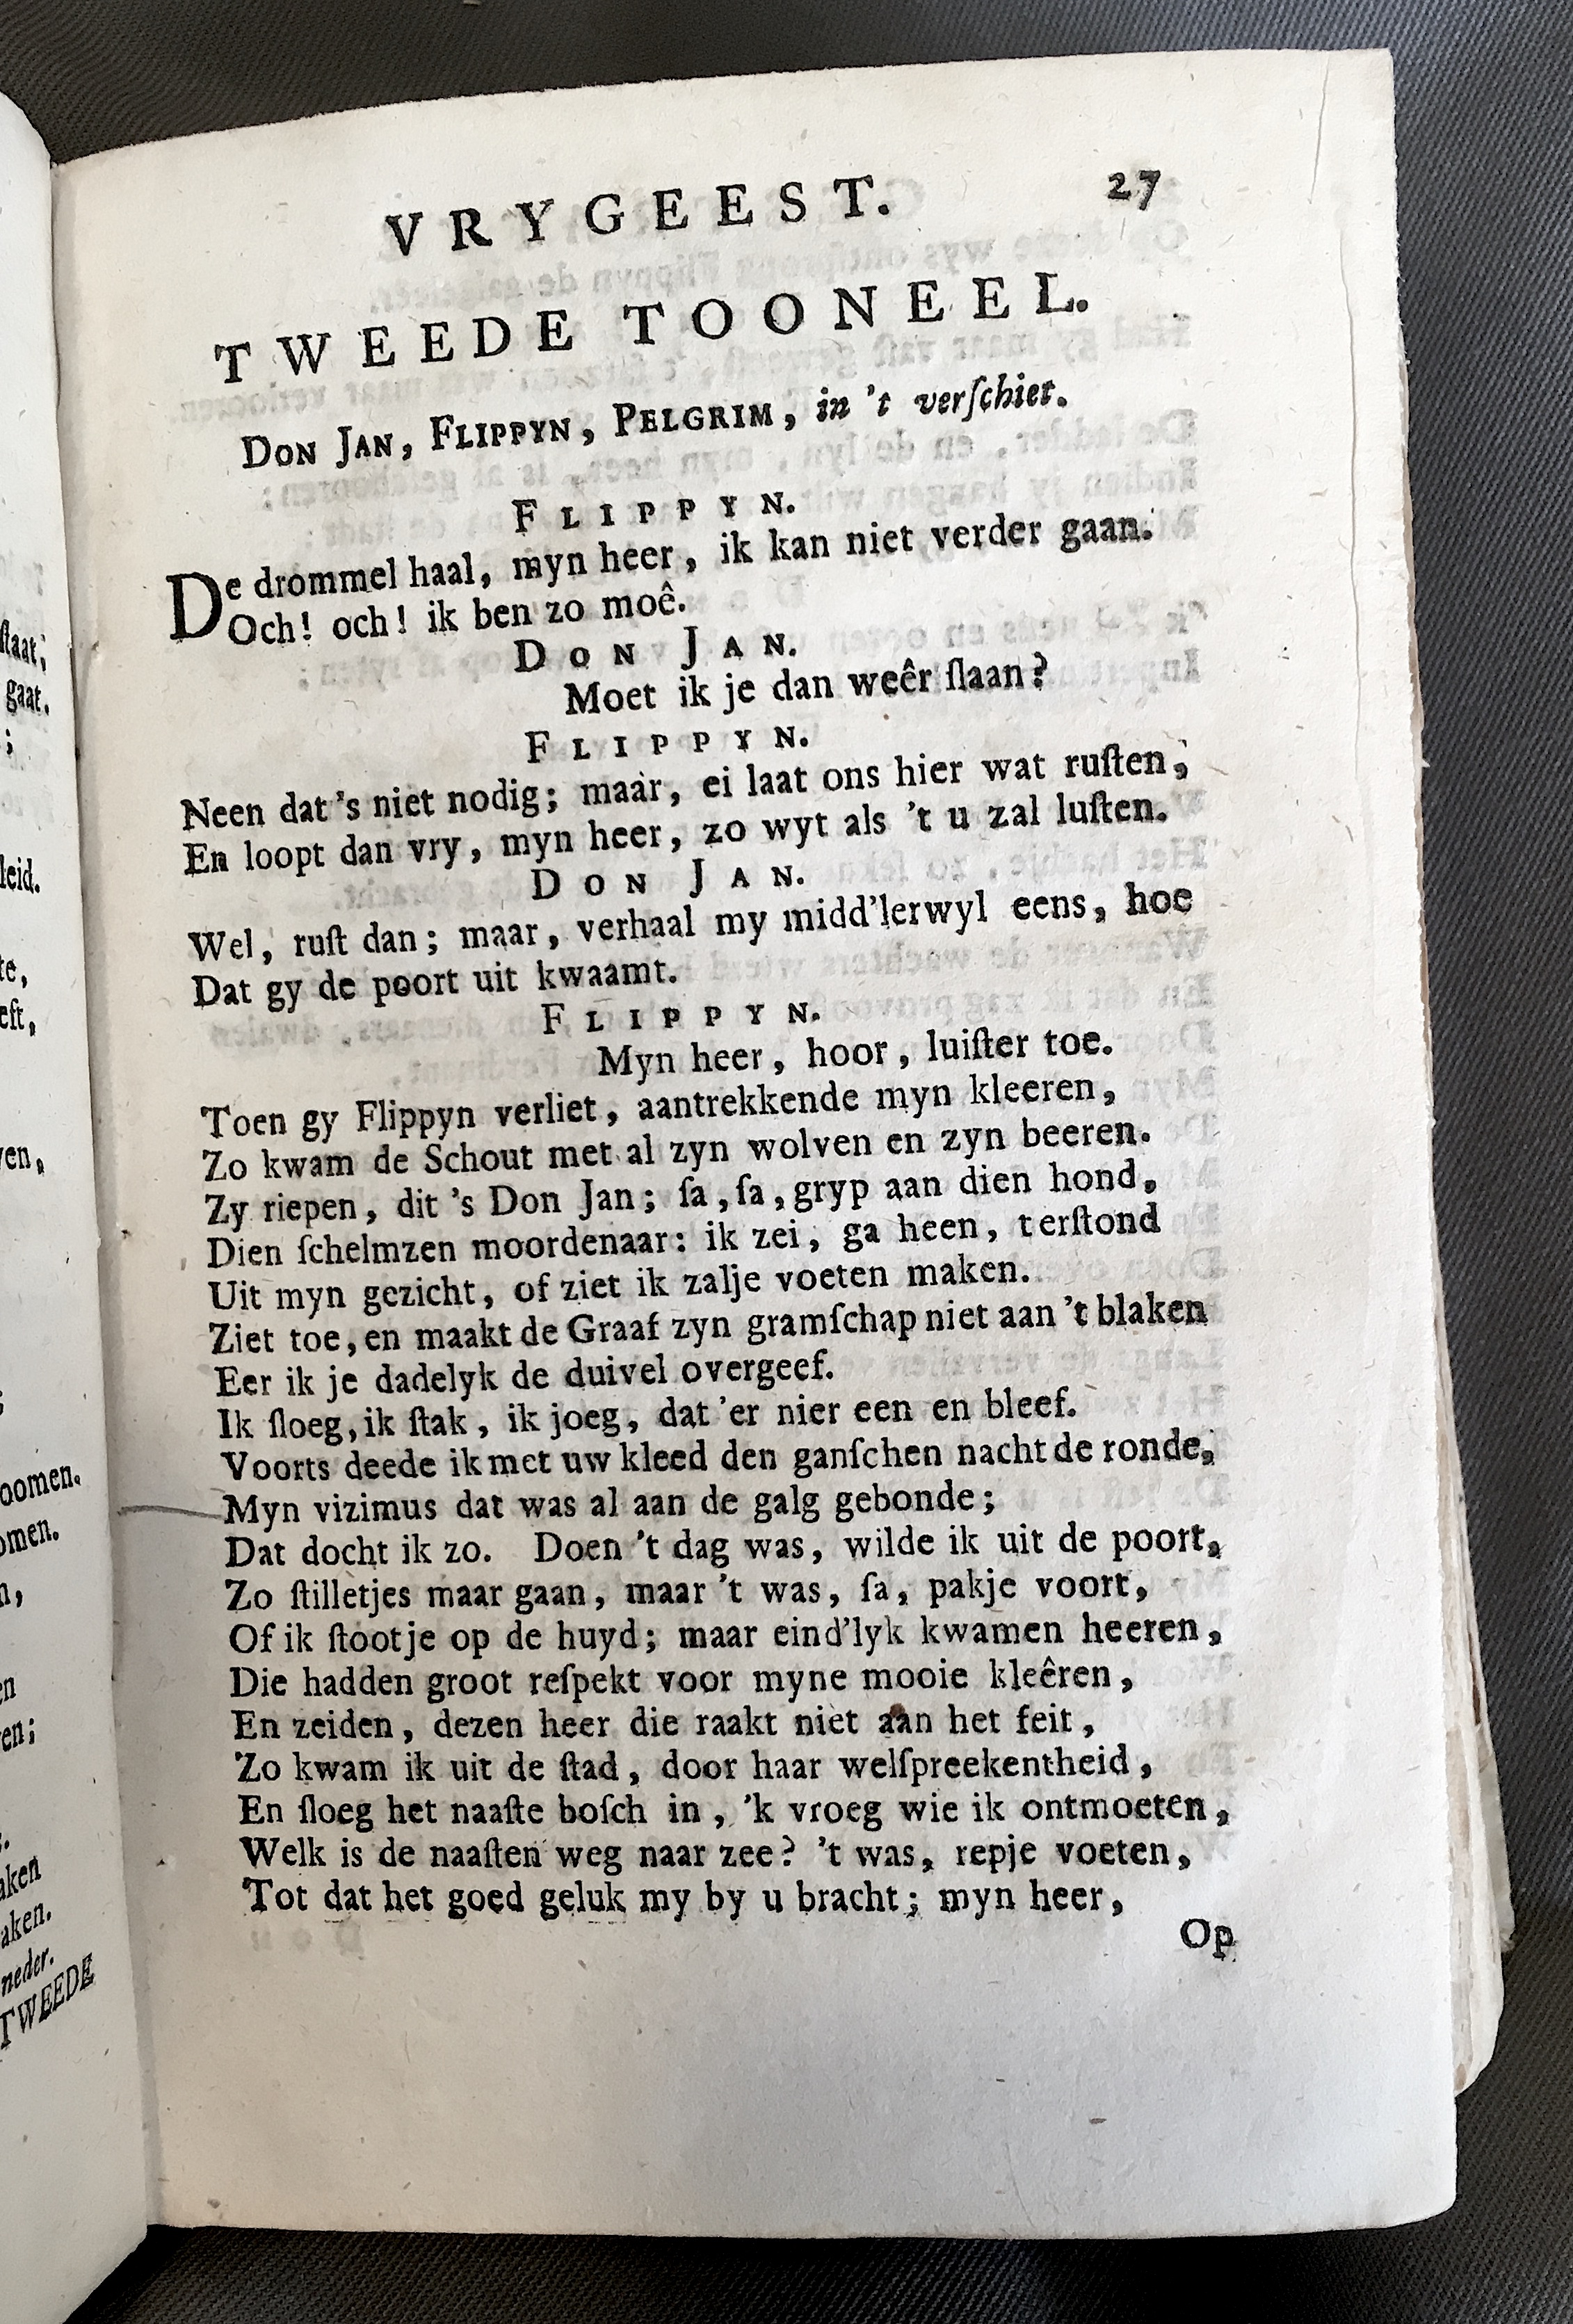 VRYGEEST. 27
TWEEDE TOONEEL.
DON JAN, FLIPPYN, PELGRIM, in 't verſchiet.
FLIPPYN.
De drommel haal, myn heer, ik kan niet verder gaan.
Och! och! ik ben zo moê.
DON JAN.
Moet ik je dan weêr ſlaan?
FLIPPYN.
Neen dat 's niet nodig; maar, ei laat ons hier wat ruſten,
En loopt dan vry, myn heer, zo wyt als 't u zal luſten.
DON JAN.
Wel, ruſt dan; maar, verhaal my midd'lerwyl eens, hoe
Dat gy de poort uit kwaamt.
FLIPPYN.
Myn heer, hoor, luiſter toe.
Toen gy Flippyn verliet, aantrekkende myn kleeren,
Zo kwam de Schout met al zyn wolven en zyn beeren.
Zy riepen, dit 's Don Jan; ſa, ſa, gryp aan dien hond,
Dien ſchelmzen moordenaar: ik zei, ga heen, terſtond
Uit myn gezicht, of ziet ik zalje voeten maken.
Ziet toe, en maakt de Graaf zyn gramſchap niet aan 't blaken
Eer ik je dadelyk de duivel overgeef.
Ik ſloeg, ik ſtak, ik joeg, dat 'er nier een en bleef.
Voorts deede ik met uw kleed den ganſchen nacht de ronde,
Myn vizimus dat was al aan de galg gebonde;
Dat docht ik zo. Doen 't dag was, wilde ik uit de poort,
Zo ſtilletjes maar gaan, maar 't was, ſa, pakje voort,
Of ik ſtootje op de huyd; maar eind'lyk kwamen heeren,
Die hadden groot reſpekt voor myne mooie kleêren,
En zeiden, dezen heer die raakt niet aan het feit,
Zo kwam ik uit de ſtad, door haar welſpreekentheid,
En ſloeg het naaſte boſch in, 'k vroeg wie ik ontmoeten,
Welk is de naaſten weg naar zee? 't was, repje voeten,
Tot dat het goed geluk my by u bracht; myn heer,
Op
ſtaat;
gaat.
;
leid.
te,
eft,
ven,
;
oomen.
omen.
n,
en
en;
aken
aken.
neder.
TWEEDE